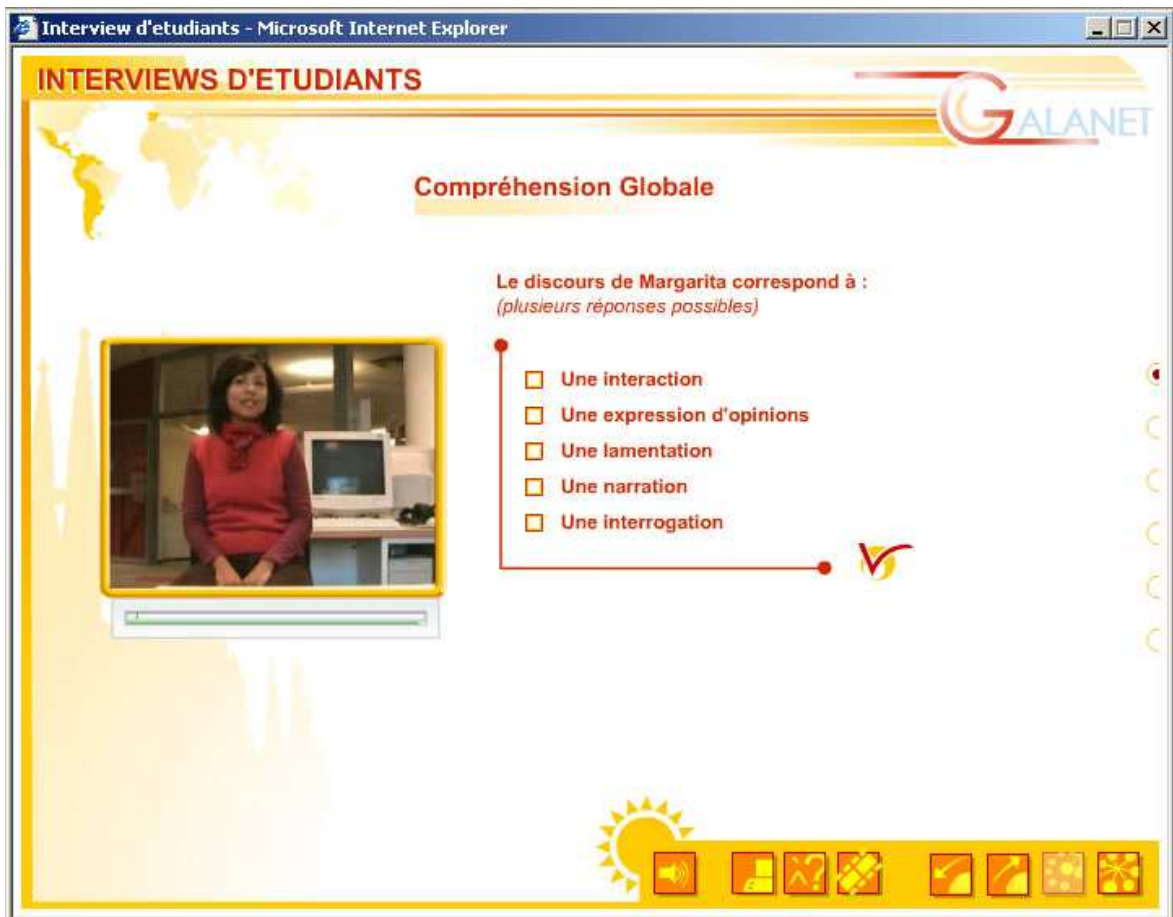 Interview d'etudiants - Microsoft Internet Explorer
INTERVIEWS D'ETUDIANTS
GALANET
Compréhension Globale
Le discours de Margarita correspond à :
(plusieurs réponses possibles)
Une interaction
Une expression d'opinions
Une lamentation
Une narration
Une interrogation